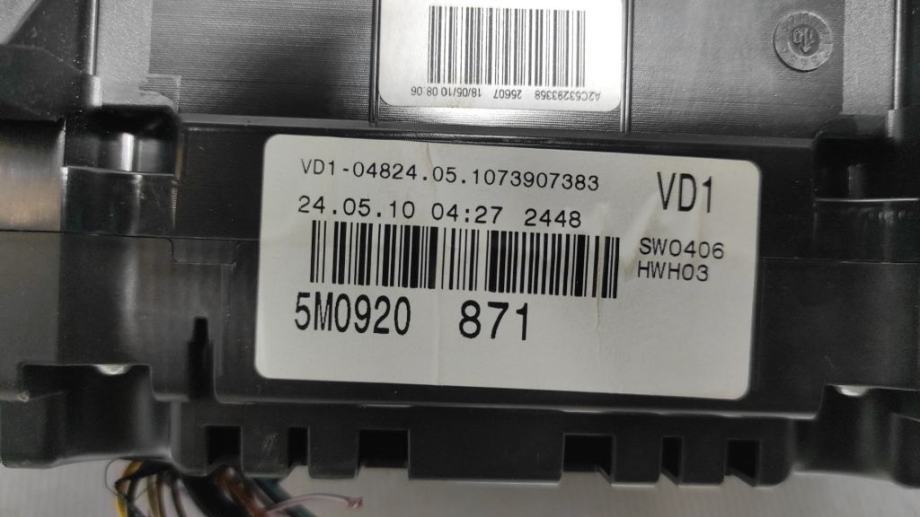 A2C53293358 25607 18/05/10 08.06
VD1-04824.05.1073907383
VD1
24.05.10 04:27 2448
SW0406
HWH03
5M0920 871